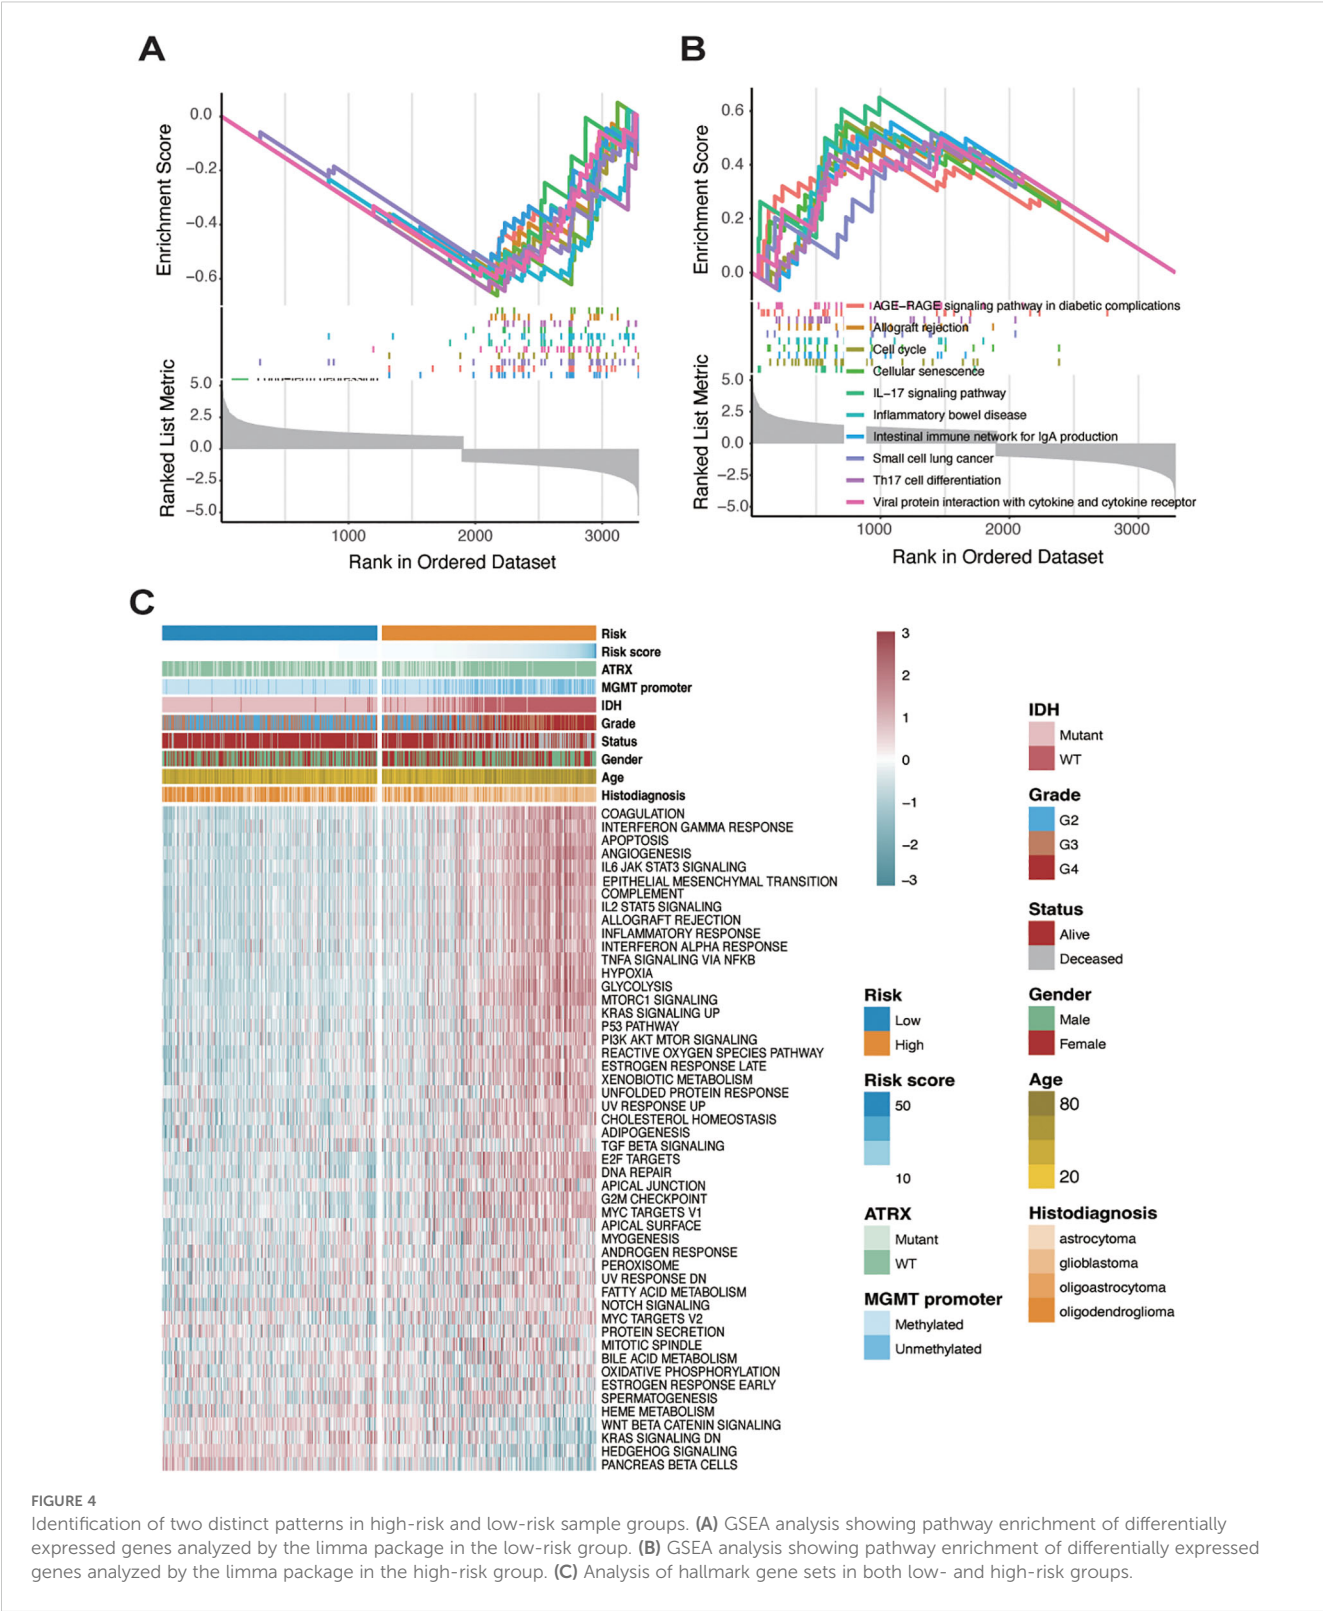 A
B
0.0
−0.2
−0.4
−0.6
Enrichment Score
5.0
2.5
0.0
−2.5
−5.0
Ranked List Metric
1000
2000
3000
Rank in Ordered Dataset
0.6
0.4
0.2
0.0
Enrichment Score
AGE−RAGE signaling pathway in diabetic complications
Allograft rejection
Cell cycle
Cellular senescence
IL−17 signaling pathway
Inflammatory bowel disease
Intestinal immune network for IgA production
Small cell lung cancer
Th17 cell differentiation
Viral protein interaction with cytokine and cytokine receptor
5.0
2.5
0.0
−2.5
−5.0
Ranked List Metric
1000
2000
3000
Rank in Ordered Dataset
C
Risk
Risk score
ATRX
MGMT promoter
IDH
Grade
Status
Gender
Age
Histodiagnosis
COAGULATION
INTERFERON GAMMA RESPONSE
APOPTOSIS
ANGIOGENESIS
IL6 JAK STAT3 SIGNALING
EPITHELIAL MESENCHYMAL TRANSITION
COMPLEMENT
IL2 STAT5 SIGNALING
ALLOGRAFT REJECTION
INFLAMMATORY RESPONSE
INTERFERON ALPHA RESPONSE
TNFA SIGNALING VIA NFKB
HYPOXIA
GLYCOLYSIS
MTORC1 SIGNALING
KRAS SIGNALING UP
P53 PATHWAY
PI3K AKT MTOR SIGNALING
REACTIVE OXYGEN SPECIES PATHWAY
ESTROGEN RESPONSE LATE
XENOBIOTIC METABOLISM
UNFOLDED PROTEIN RESPONSE
UV RESPONSE UP
CHOLESTEROL HOMEOSTASIS
ADIPOGENESIS
TGF BETA SIGNALING
E2F TARGETS
DNA REPAIR
APICAL JUNCTION
G2M CHECKPOINT
MYC TARGETS V1
APICAL SURFACE
MYOGENESIS
ANDROGEN RESPONSE
PEROXISOME
UV RESPONSE DN
FATTY ACID METABOLISM
NOTCH SIGNALING
MYC TARGETS V2
PROTEIN SECRETION
MITOTIC SPINDLE
BILE ACID METABOLISM
OXIDATIVE PHOSPHORYLATION
ESTROGEN RESPONSE EARLY
SPERMATOGENESIS
HEME METABOLISM
WNT BETA CATENIN SIGNALING
KRAS SIGNALING DN
HEDGEHOG SIGNALING
PANCREAS BETA CELLS
3
2
1
0
−1
−2
−3
Risk
Low
High
Risk score
50
10
ATRX
Mutant
WT
MGMT promoter
Methylated
Unmethylated
IDH
Mutant
WT
Grade
G2
G3
G4
Status
Alive
Deceased
Gender
Male
Female
Age
80
20
Histodiagnosis
astrocytoma
glioblastoma
oligoastrocytoma
oligodendroglioma
FIGURE 4
Identification of two distinct patterns in high-risk and low-risk sample groups. (A) GSEA analysis showing pathway enrichment of differentially
expressed genes analyzed by the limma package in the low-risk group. (B) GSEA analysis showing pathway enrichment of differentially expressed
genes analyzed by the limma package in the high-risk group. (C) Analysis of hallmark gene sets in both low- and high-risk groups.